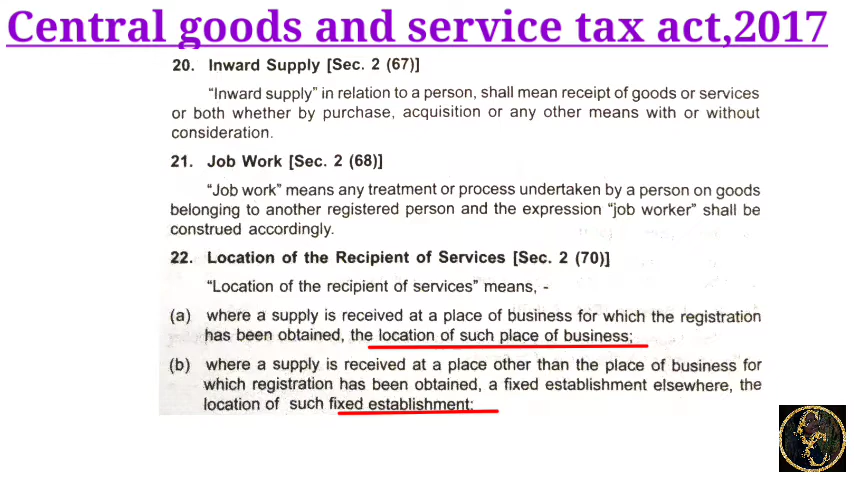 Central goods and service tax act,2017
20. Inward Supply [Sec. 2 (67)]
“Inward supply” in relation to a person, shall mean receipt of goods or services
or both whether by purchase, acquisition or any other means with or without
consideration.
21. Job Work [Sec. 2 (68)]
“Job work” means any treatment or process undertaken by a person on goods
belonging to another registered person and the expression “job worker” shall be
construed accordingly.
22. Location of the Recipient of Services [Sec. 2 (70)]
“Location of the recipient of services” means, -
(a) where a supply is received at a place of business for which the registration
has been obtained, the location of such place of business;
(b) where a supply is received at a place other than the place of business for
which registration has been obtained, a fixed establishment elsewhere, the
location of such fixed establishment;